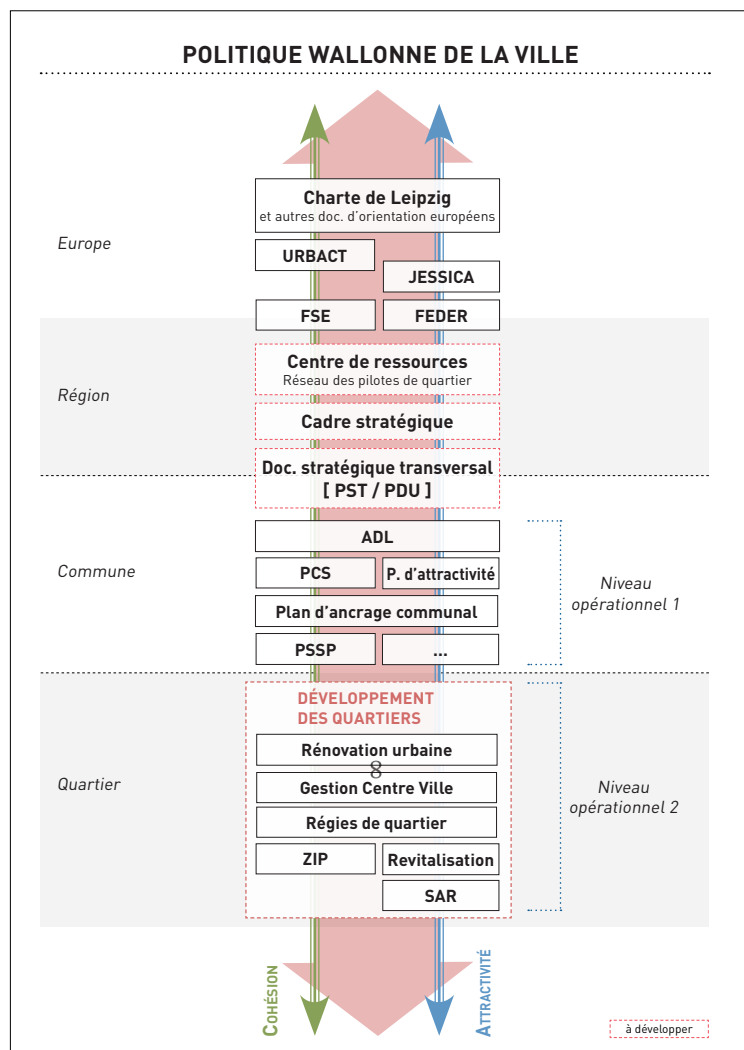 POLITIQUE WALLONNE DE LA VILLE
Charte de Leipzig
et autres doc. d'orientation européens
Europe
URBACT
JESSICA
FSE
FEDER
Centre de ressources
Réseau des pilotes de quartier
Région
Cadre stratégique
Doc. stratégique transversal
[ PST / PDU ]
ADL
Commune
PCS
P. d'attractivité
Niveau
opérationnel 1
Plan d'ancrage communal
PSSP
...
DÉVELOPPEMENT
DES QUARTIERS
Rénovation urbaine
8
Quartier
Gestion Centre Ville
Niveau
opérationnel 2
Régies de quartier
ZIP
Revitalisation
SAR
COHÉSION
ATTRACTIVITÉ
à développer